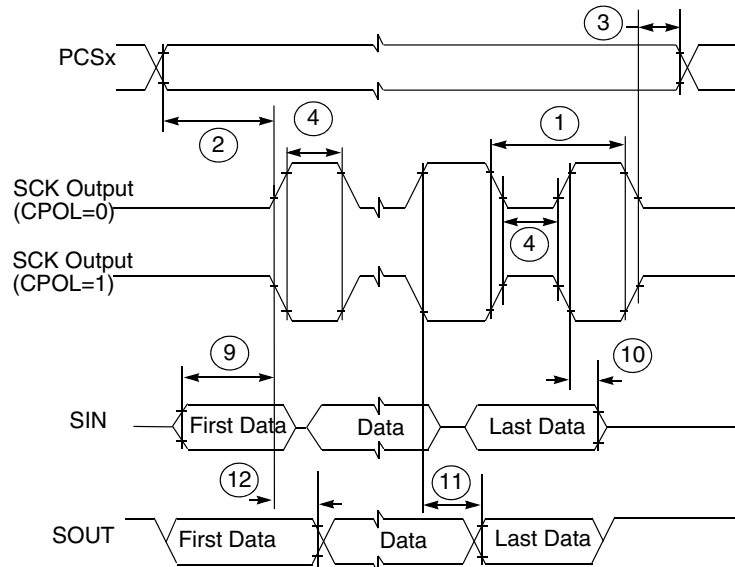 3
PCSx
2
4
1
SCK Output
(CPOL=0)
4
SCK Output
(CPOL=1)
9
10
SIN
First Data
Data
Last Data
12
11
SOUT
First Data
Data
Last Data